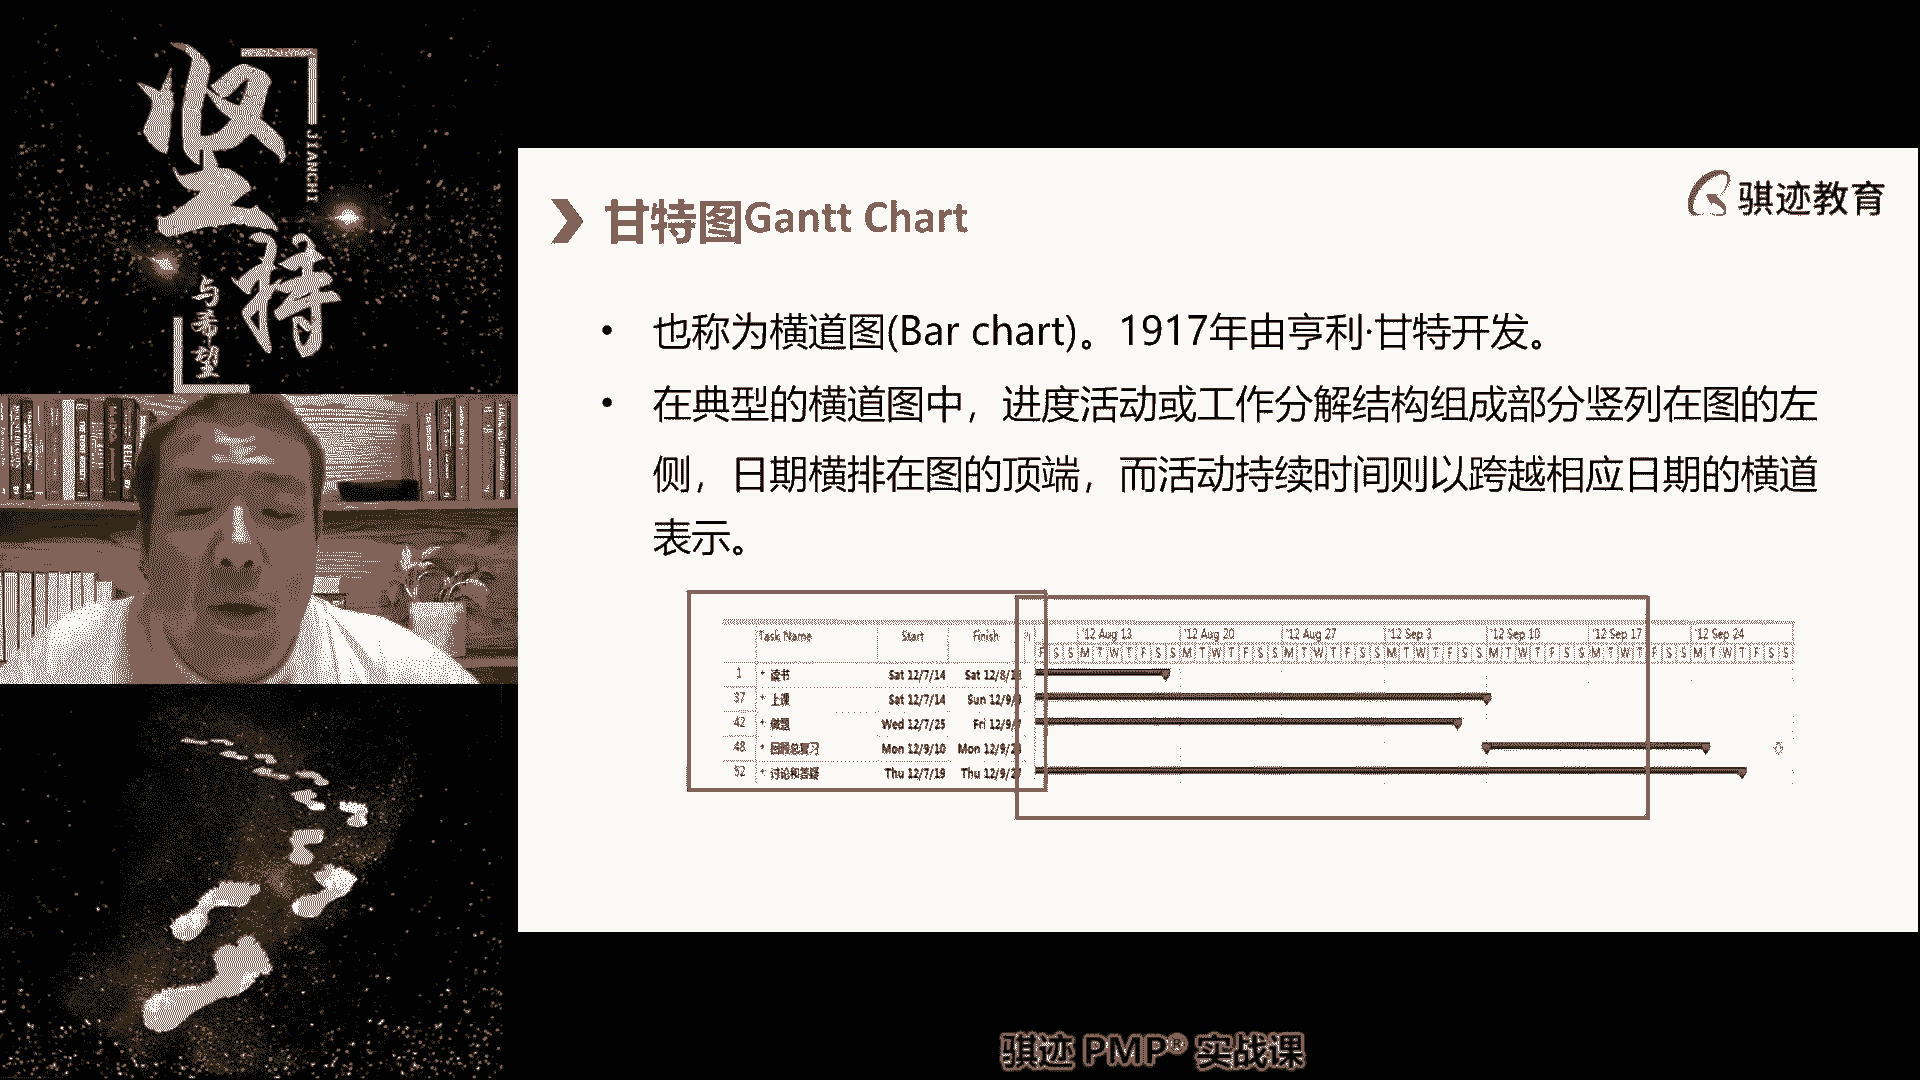 坚持
JIANCHI
与希望
骐迹教育
甘特图Gantt Chart
• 也称为横道图(Bar chart)。1917年由亨利·甘特开发。
• 在典型的横道图中，进度活动或工作分解结构组成部分竖列在图的左
侧，日期横排在图的顶端，而活动持续时间则以跨越相应日期的横道
表示。
Task Name Start Finish '12 Aug 13 '12 Aug 20 '12 Aug 27 '12 Sep 3 '12 Sep 10 '12 Sep 17 '12 Sep 24
F S S M T W T F S S M T W T F S S M T W T F S S M T W T F S S M T W T F S S M T W T F S S M T W T F S S
1 + 读书 Sat 12/7/14 Sat 12/8/1
37 + 上课 Sat 12/7/14 Sun 12/9/
42 + 做题 Wed 12/7/25 Fri 12/9/
48 + 回顾总复习 Mon 12/9/10 Mon 12/9/2
52 + 讨论和答疑 Thu 12/7/19 Thu 12/9/2
骐迹 PMP® 实战课